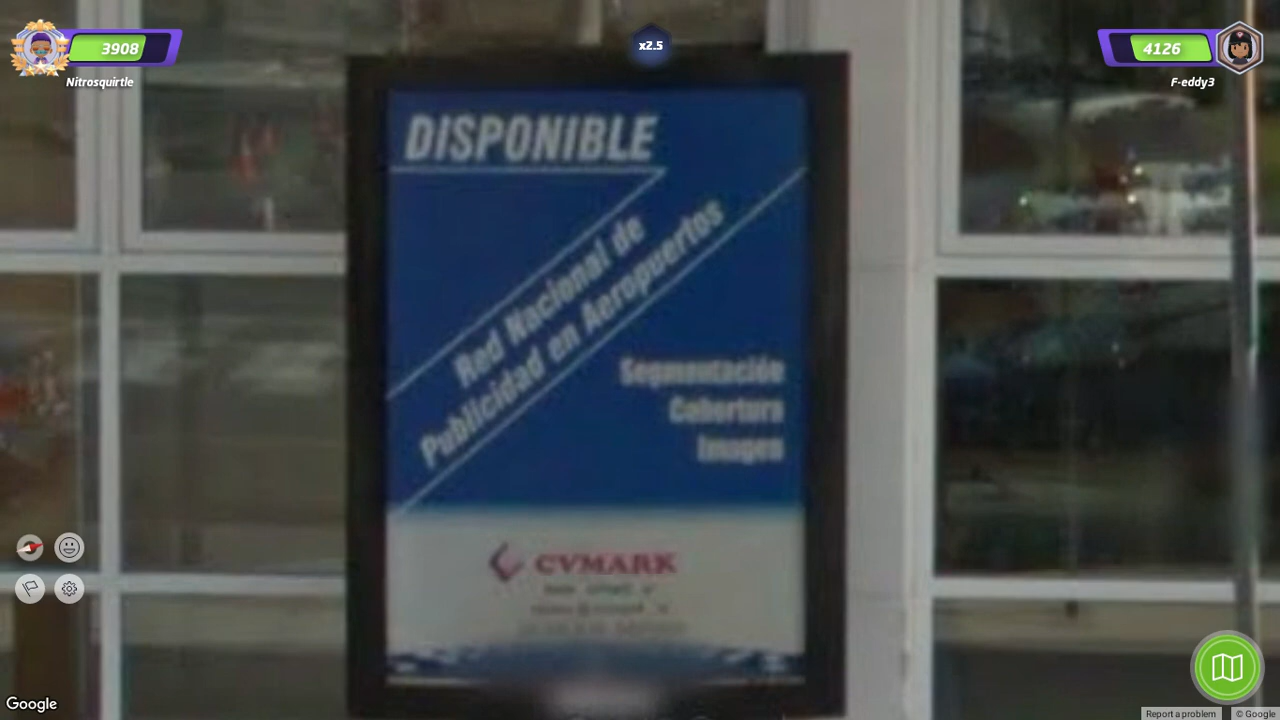 3908
x2.5
4126
Nitrosquirtle
F-eddy3
DISPONIBLE
Red Nacional de
Publicidad en Aeropuertos
Segmentación
Cobertura
Imagen
CVMARK
Google
Report a problem
© Google